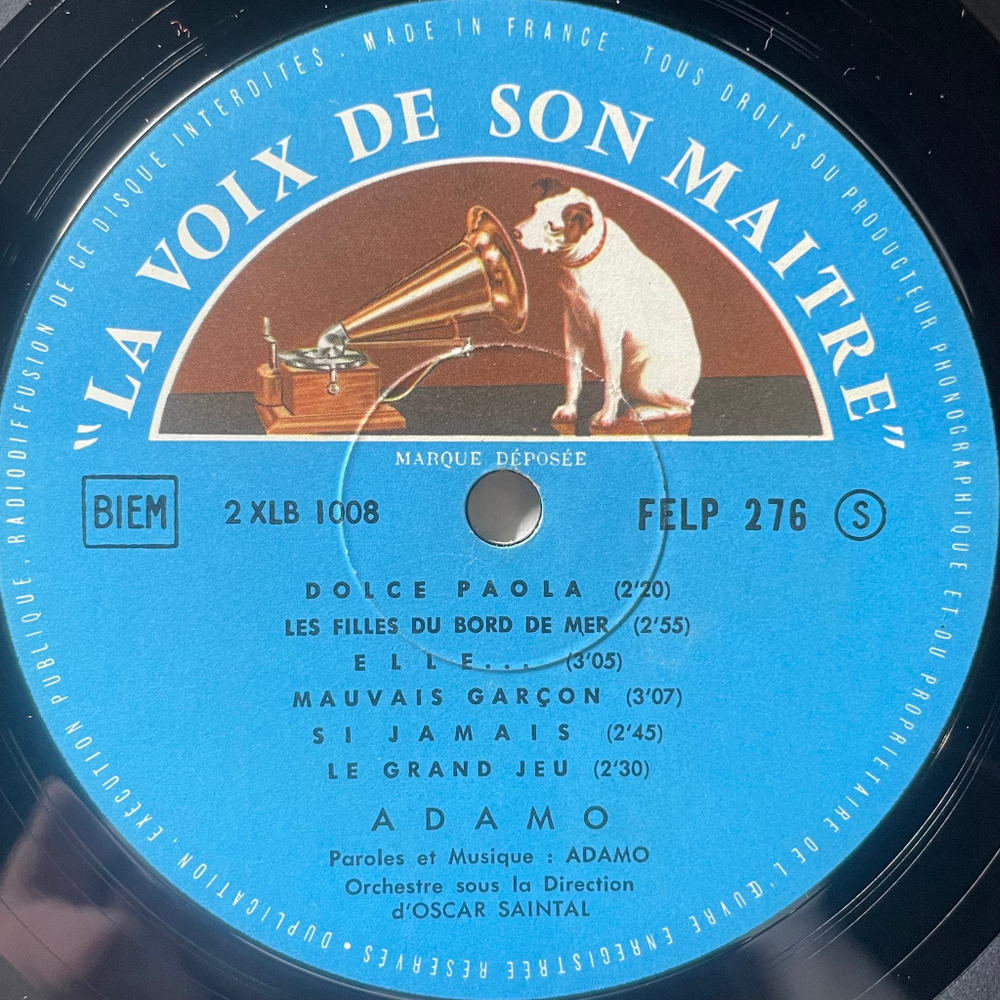 MADE IN FRANCE · TOUS DROITS DU PRODUCTEUR PHONOGRAPHIQUE ET DU PROPRIÉTAIRE DE L'ŒUVRE ENREGISTRÉE RÉSERVÉS • DUPLICATION, EXÉCUTION PUBLIQUE, RADIODIFFUSION DE CE DISQUE INTERDITES ·
"LA VOIX DE SON MAITRE"
MARQUE DÉPOSÉE
BIEM 2 XLB 1008 FELP 276 S
DOLCE PAOLA (2'20)
LES FILLES DU BORD DE MER (2'55)
ELLE... (3'05)
MAUVAIS GARÇON (3'07)
SI JAMAIS (2'45)
LE GRAND JEU (2'30)
ADAMO
Paroles et Musique : ADAMO
Orchestre sous la Direction
d'OSCAR SAINTAL